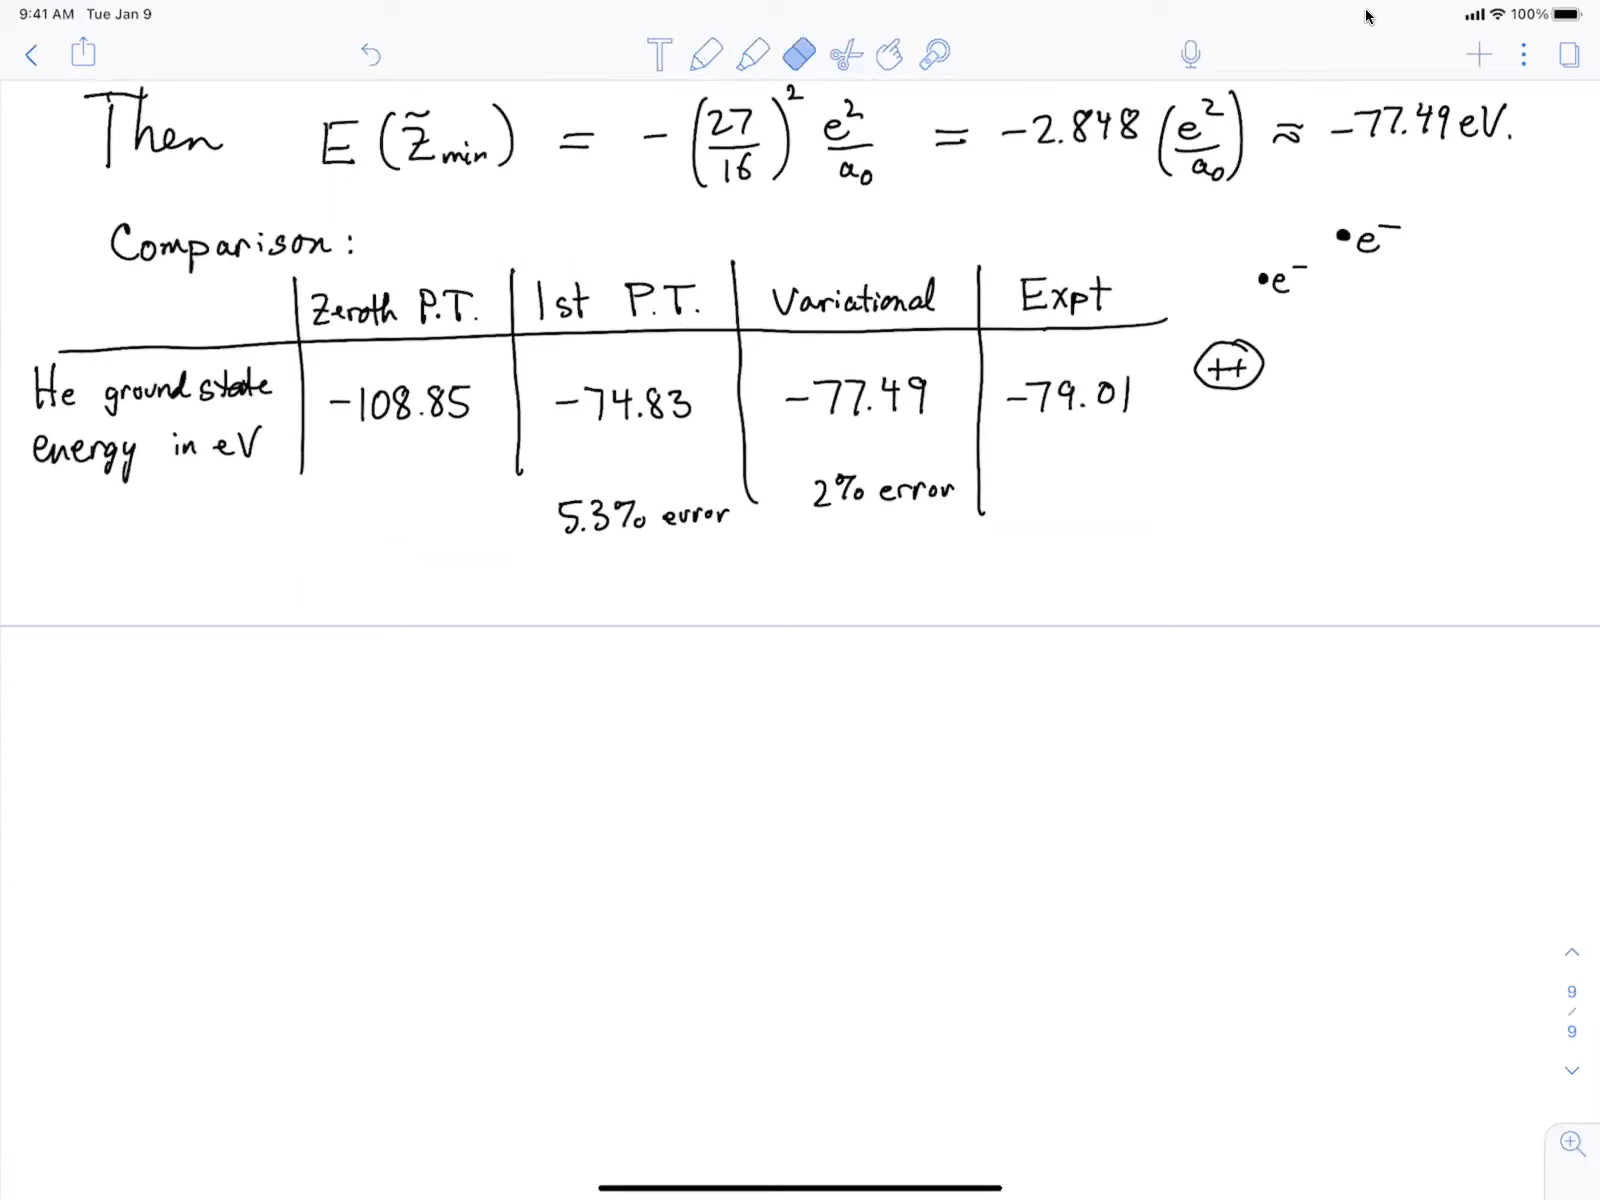 9:41 AM Tue Jan 9
100%
Then E(Z̃min) = -(27/16)² e²/a₀ = -2.848 (e²/a₀) ≈ -77.49 eV.
Comparison:
•e⁻
•e⁻
Zeroth P.T. 1st P.T. Variational Expt
++
He ground state
energy in eV
-108.85 -74.83 -77.49 -79.01
5.3% error 2% error
9
/
9